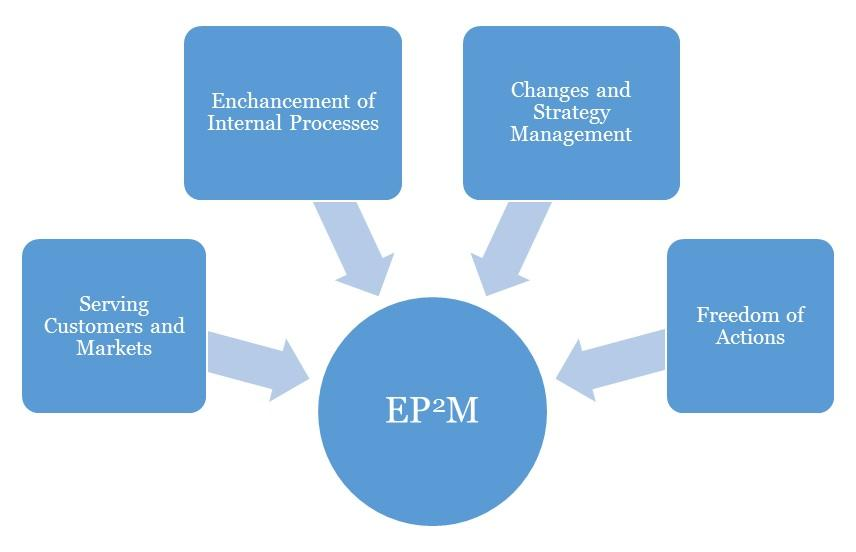 Enchancement of
Internal Processes
Changes and
Strategy
Management
Serving
Customers and
Markets
Freedom of
Actions
EP²M